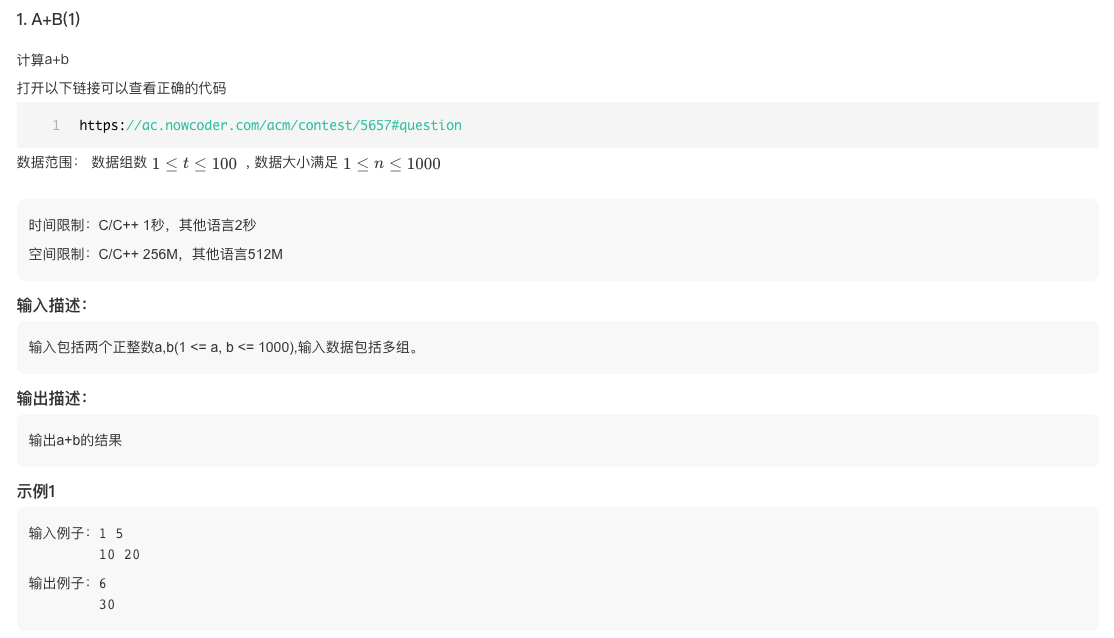 1. A+B(1)
计算a+b
打开以下链接可以查看正确的代码
1 https://ac.nowcoder.com/acm/contest/5657#question
数据范围： 数据组数 1 ≤ t ≤ 100 , 数据大小满足 1 ≤ n ≤ 1000
时间限制：C/C++ 1秒，其他语言2秒
空间限制：C/C++ 256M，其他语言512M
输入描述：
输入包括两个正整数a,b(1 <= a, b <= 1000),输入数据包括多组。
输出描述：
输出a+b的结果
示例1
输入例子：1 5
10 20
输出例子：6
30